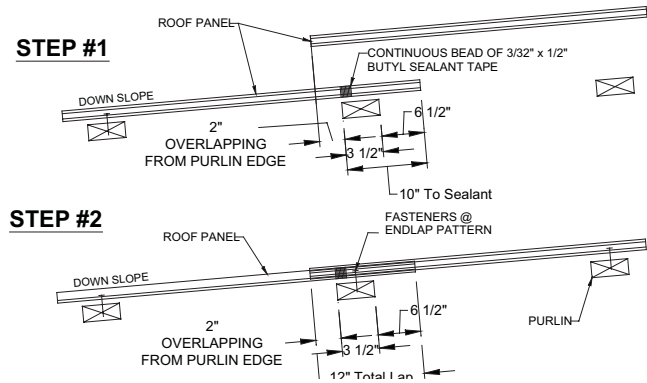 STEP #1
ROOF PANEL
CONTINUOUS BEAD OF 3/32" x 1/2"
BUTYL SEALANT TAPE
DOWN SLOPE
2"
OVERLAPPING
FROM PURLIN EDGE
6 1/2"
3 1/2"
10" To Sealant
STEP #2
ROOF PANEL
FASTENERS @
ENDLAP PATTERN
DOWN SLOPE
2"
OVERLAPPING
FROM PURLIN EDGE
6 1/2"
3 1/2"
PURLIN
12" Total Lap